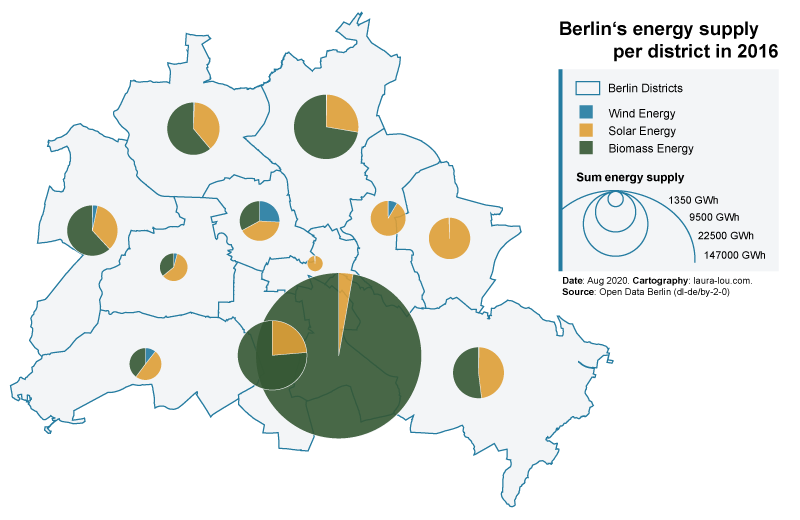 Berlin‘s energy supply
per district in 2016
Berlin Districts
Wind Energy
Solar Energy
Biomass Energy
Sum energy supply
1350 GWh
9500 GWh
22500 GWh
147000 GWh
Date: Aug 2020. Cartography: laura-lou.com.
Source: Open Data Berlin (dl-de/by-2-0)